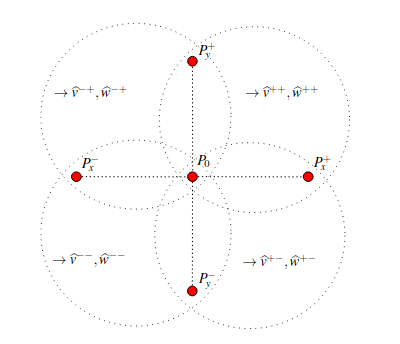 P_y^+
→ v̂^{-+}, ŵ^{-+}
→ v̂^{++}, ŵ^{++}
P_x^-
P_0
P_x^+
→ v̂^{--}, ŵ^{--}
→ v̂^{+-}, ŵ^{+-}
P_y^-